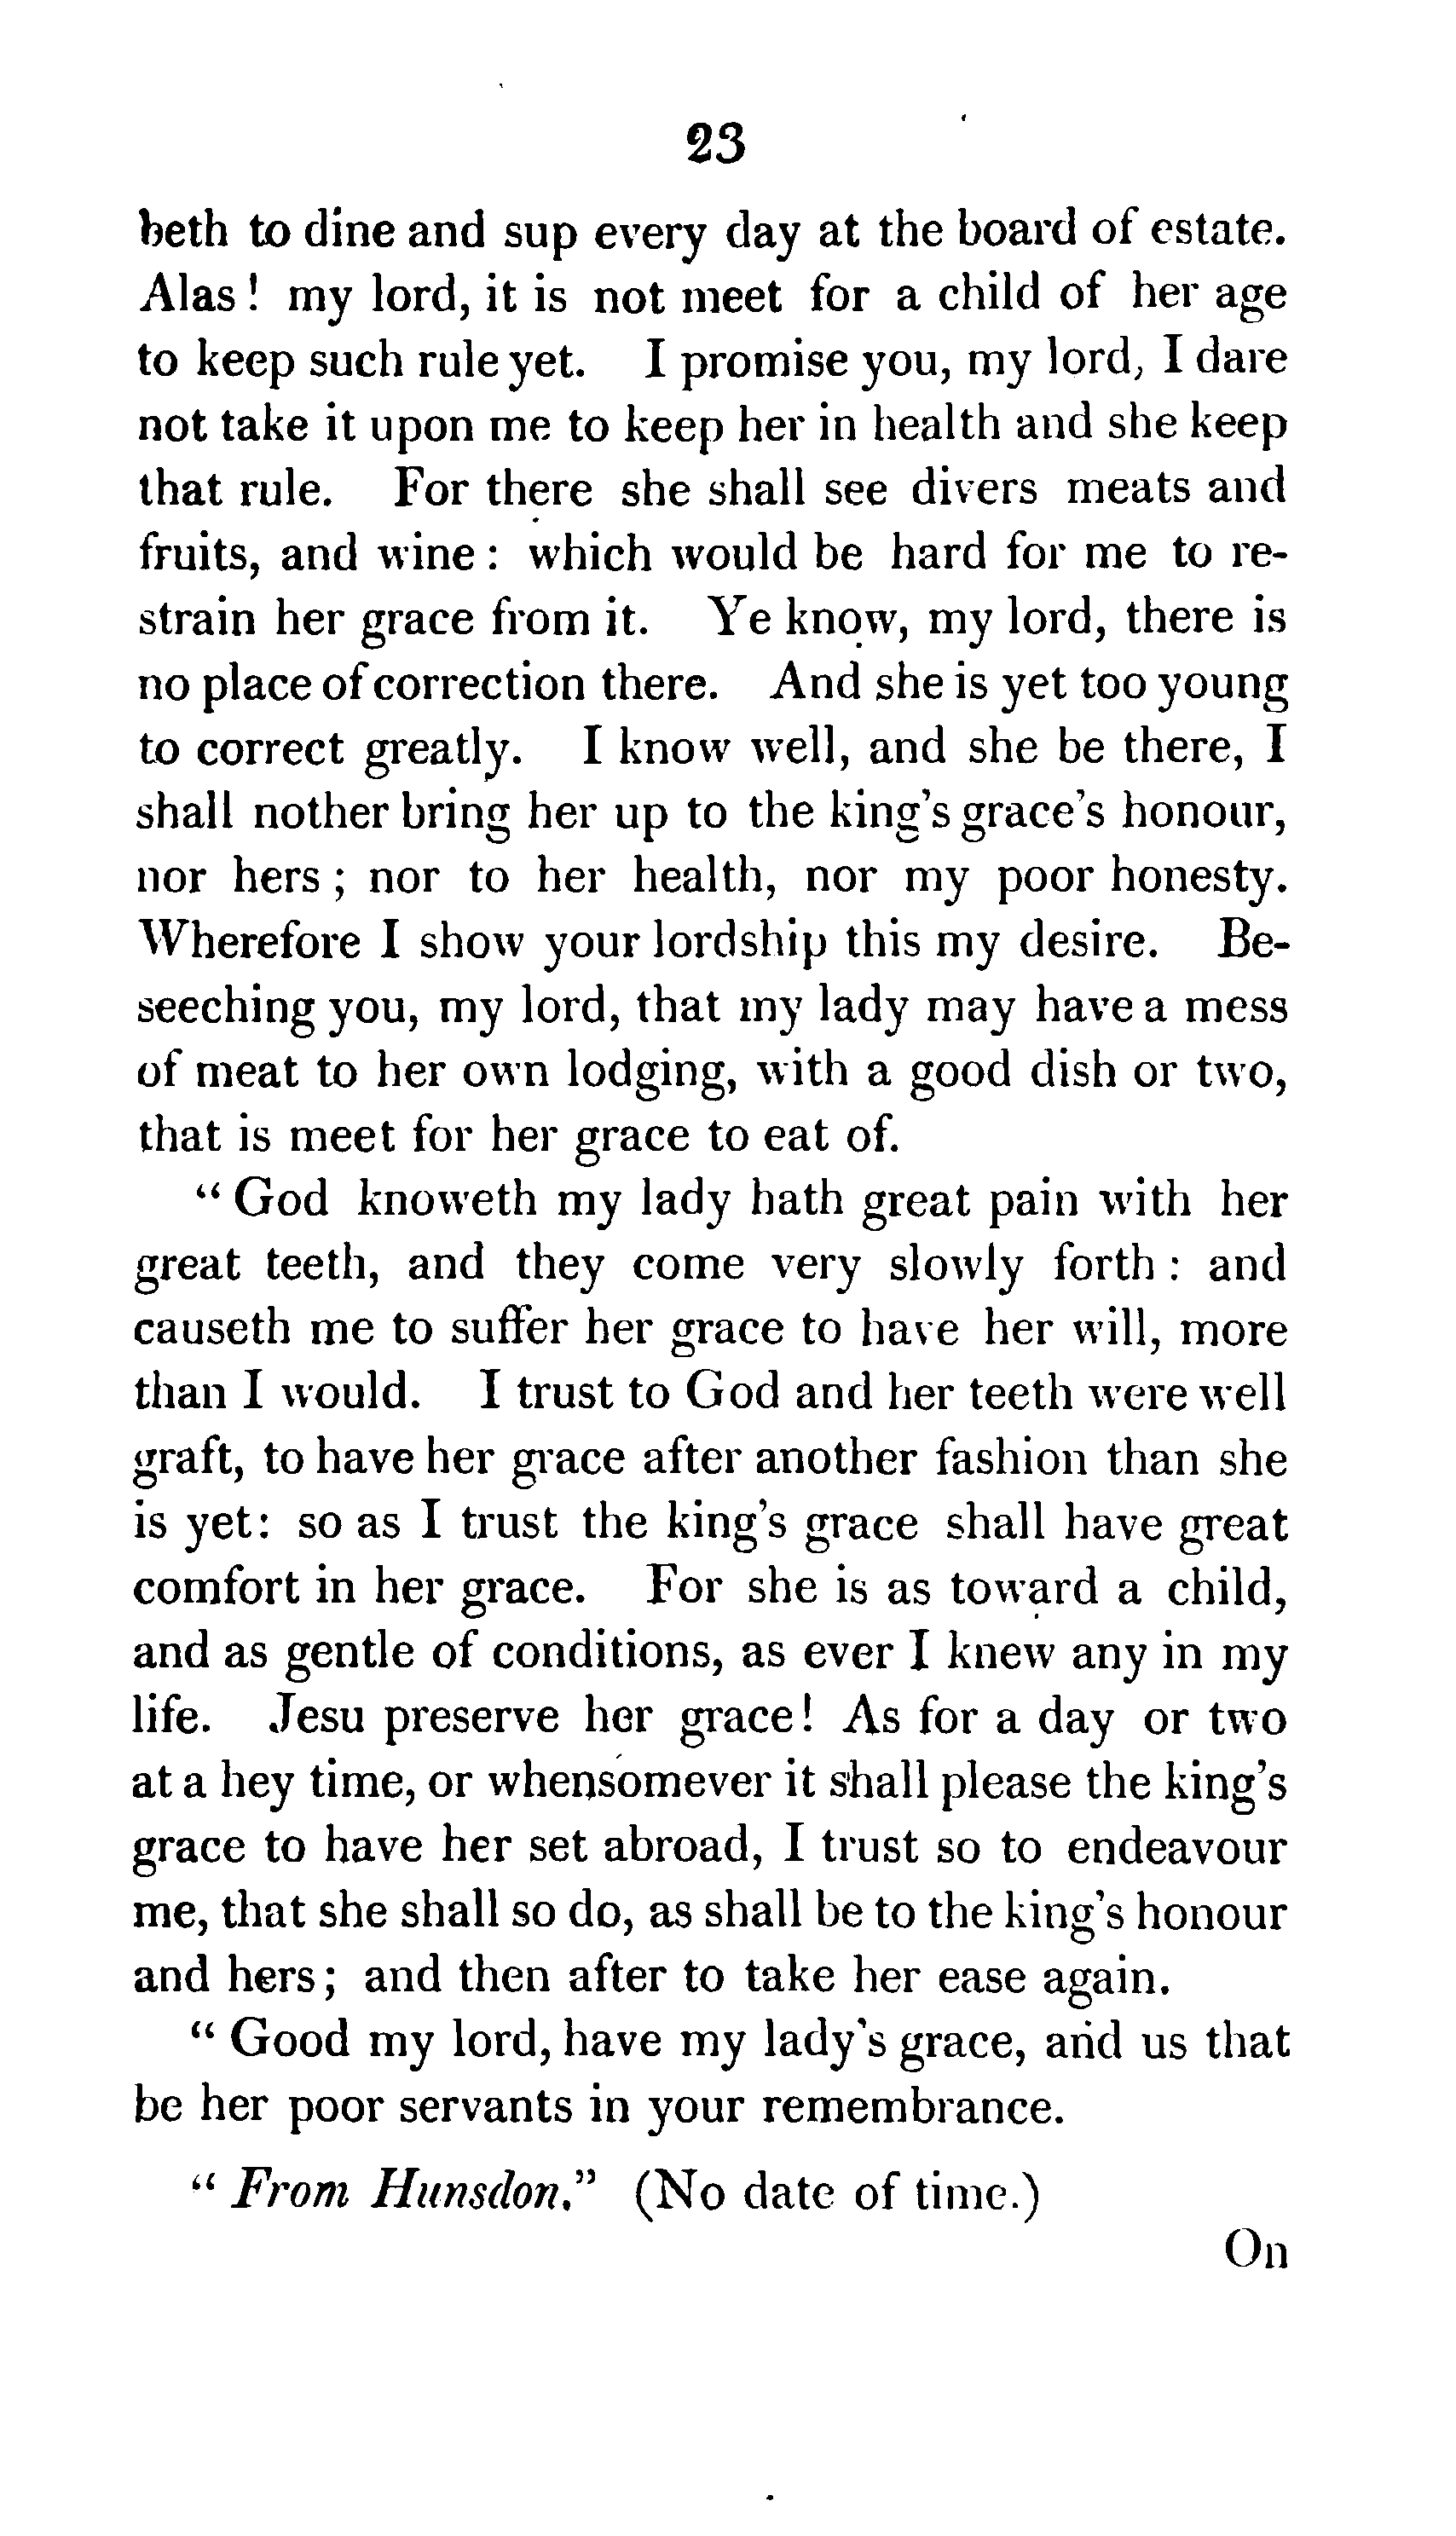 23
beth to dine and sup every day at the board of estate.
Alas! my lord, it is not meet for a child of her age
to keep such rule yet. I promise you, my lord, I dare
not take it upon me to keep her in health and she keep
that rule. For there she shall see divers meats and
fruits, and wine: which would be hard for me to re-
strain her grace from it. Ye know, my lord, there is
no place of correction there. And she is yet too young
to correct greatly. I know well, and she be there, I
shall nother bring her up to the king's grace's honour,
nor hers; nor to her health, nor my poor honesty.
Wherefore I show your lordship this my desire. Be-
seeching you, my lord, that my lady may have a mess
of meat to her own lodging, with a good dish or two,
that is meet for her grace to eat of.
“ God knoweth my lady hath great pain with her
great teeth, and they come very slowly forth: and
causeth me to suffer her grace to have her will, more
than I would. I trust to God and her teeth were well
graft, to have her grace after another fashion than she
is yet: so as I trust the king's grace shall have great
comfort in her grace. For she is as toward a child,
and as gentle of conditions, as ever I knew any in my
life. Jesu preserve her grace! As for a day or two
at a hey time, or whensomever it shall please the king's
grace to have her set abroad, I trust so to endeavour
me, that she shall so do, as shall be to the king's honour
and hers; and then after to take her ease again.
“ Good my lord, have my lady's grace, and us that
be her poor servants in your remembrance.
“ From Hunsdon.” (No date of time.)
On